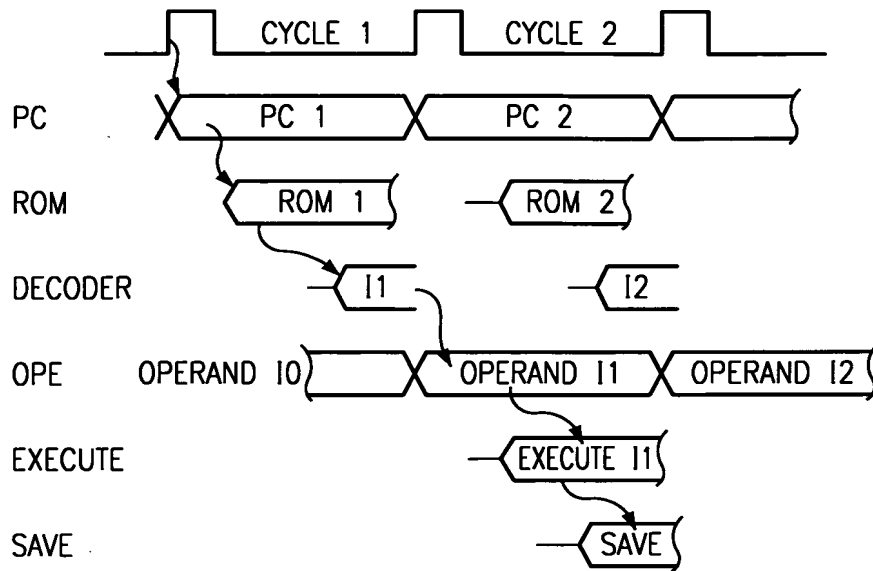 CYCLE 1 CYCLE 2
PC PC 1 PC 2
ROM ROM 1 ROM 2
DECODER I1 I2
OPE OPERAND I0 OPERAND I1 OPERAND I2
EXECUTE EXECUTE I1
SAVE SAVE